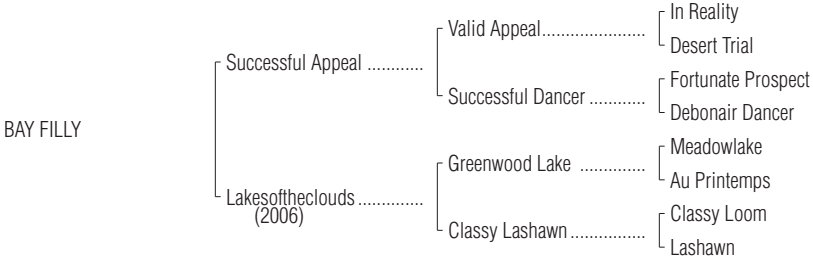 In Reality
Valid Appeal......................
Desert Trial
Successful Appeal ............
Fortunate Prospect
Successful Dancer ............
Debonair Dancer
BAY FILLY
Meadowlake
Greenwood Lake ..............
Au Printemps
Lakesoftheclouds..............
(2006)
Classy Loom
Classy Lashawn................
Lashawn